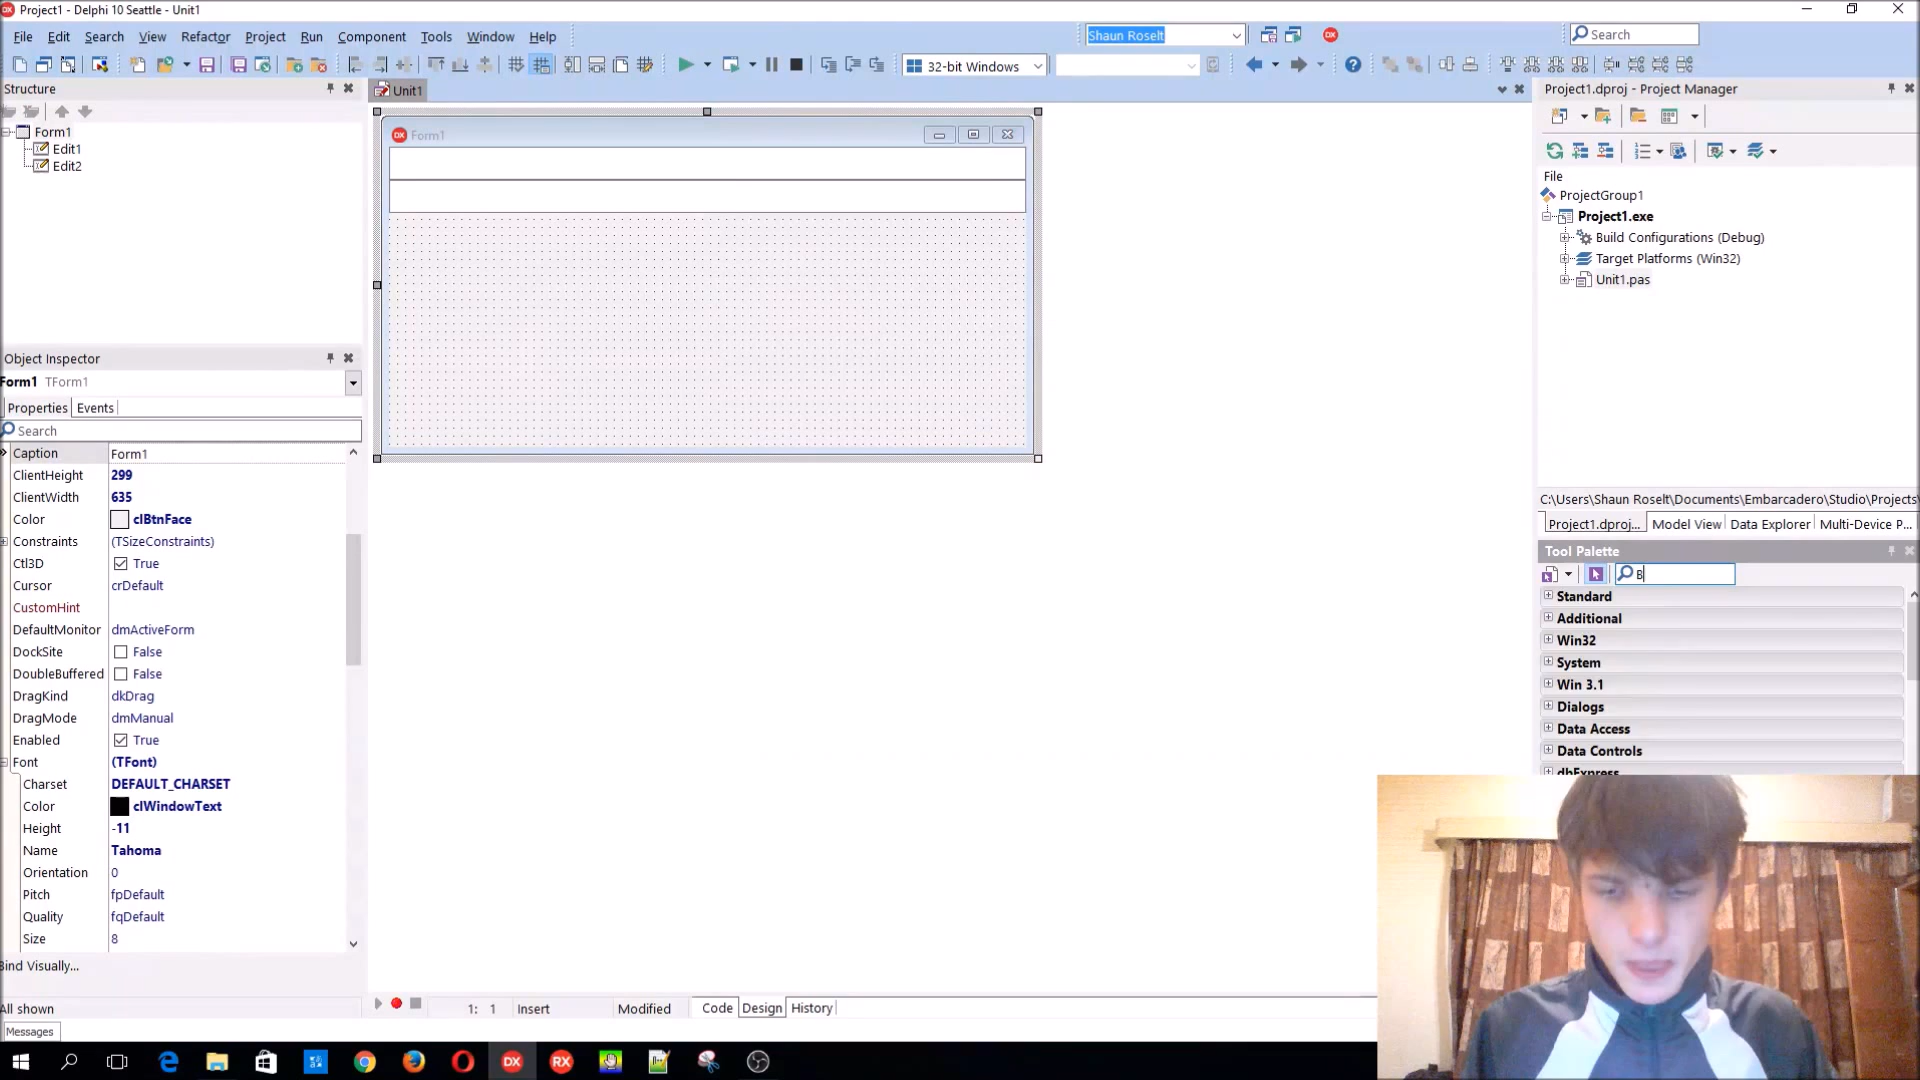 Project1 - Delphi 10 Seattle - Unit1
File Edit Search View Refactor Project Run Component Tools Window Help
Shaun Roselt
Search
32-bit Windows
Structure
Form1
Edit1
Edit2
Unit1
Form1
Project1.dproj - Project Manager
File
ProjectGroup1
Project1.exe
Build Configurations (Debug)
Target Platforms (Win32)
Unit1.pas
Object Inspector
Form1 TForm1
Properties Events
Search
Caption Form1
ClientHeight 299
ClientWidth 635
Color clBtnFace
Constraints (TSizeConstraints)
Ctl3D True
Cursor crDefault
CustomHint
DefaultMonitor dmActiveForm
DockSite False
DoubleBuffered False
DragKind dkDrag
DragMode dmManual
Enabled True
Font (TFont)
Charset DEFAULT_CHARSET
Color clWindowText
Height -11
Name Tahoma
Orientation 0
Pitch fpDefault
Quality fqDefault
Size 8
Bind Visually...
All shown
Messages
C:\Users\Shaun Roselt\Documents\Embarcadero\Studio\Projects\
Project1.dproj... Model View Data Explorer Multi-Device P...
Tool Palette
B
Standard
Additional
Win32
System
Win 3.1
Dialogs
Data Access
Data Controls
dbExpress
1: 1 Insert Modified Code Design History
DX RX